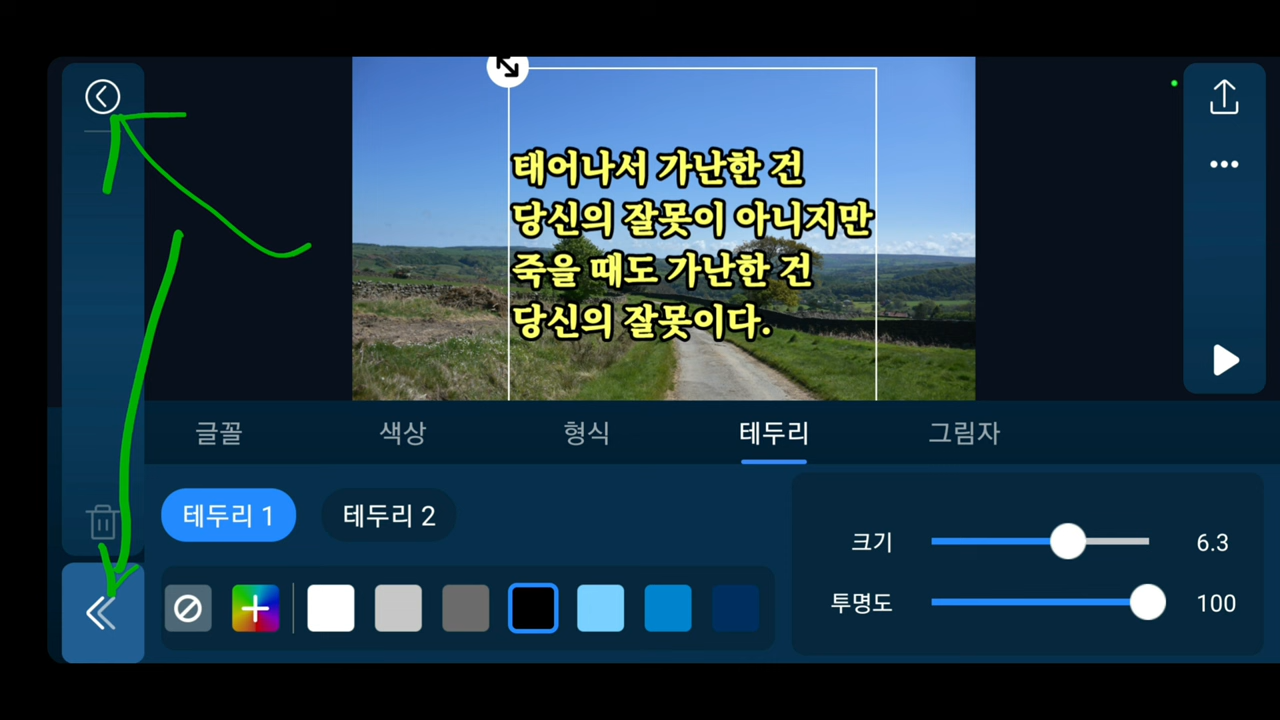 태어나서 가난한 건
당신의 잘못이 아니지만
죽을 때도 가난한 건
당신의 잘못이다.
글꼴 색상 형식 테두리 그림자
테두리 1 테두리 2
크기 6.3
투명도 100